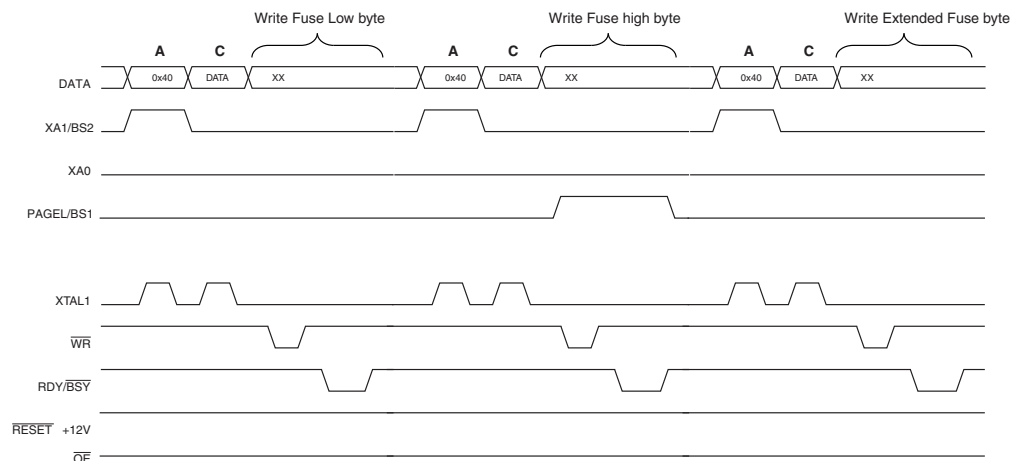 Write Fuse Low byte Write Fuse high byte Write Extended Fuse byte
A C A C A C
DATA 0x40 DATA XX 0x40 DATA XX 0x40 DATA XX
XA1/BS2
XA0
PAGEL/BS1
XTAL1
WR
RDY/BSY
RESET +12V
OE